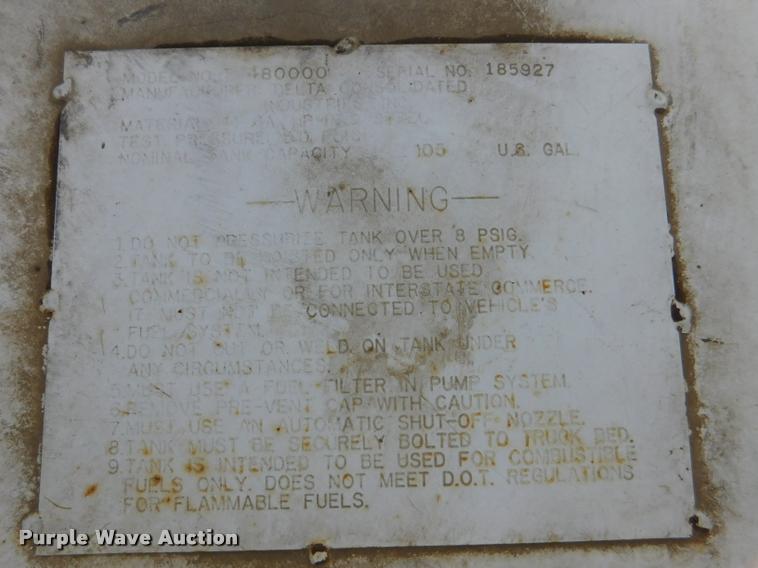 MODEL NO. 480000 SERIAL NO. 185927
MANUFACTURER DELTA CONSOLIDATED
INDUSTRIES
MATERIAL
TEST PRESSURE
NOMINAL TANK CAPACITY 105 U.S. GAL.
WARNING
1. DO NOT PRESSURIZE TANK OVER 8 PSIG.
2. TANK TO BE HOISTED ONLY WHEN EMPTY.
3. TANK IS NOT INTENDED TO BE USED
COMMERCIALLY OR FOR INTERSTATE COMMERCE.
MUST NOT BE CONNECTED TO VEHICLE'S
FUEL SYSTEM.
4. DO NOT CUT OR WELD ON TANK UNDER
ANY CIRCUMSTANCES.
5. MUST USE A FUEL FILTER IN PUMP SYSTEM.
6. REMOVE PRE-VENT CAP WITH CAUTION.
7. MUST USE AN AUTOMATIC SHUT-OFF NOZZLE.
8. TANK MUST BE SECURELY BOLTED TO TRUCK BED.
9. TANK IS INTENDED TO BE USED FOR COMBUSTIBLE
FUELS ONLY. DOES NOT MEET D.O.T. REGULATIONS
FOR FLAMMABLE FUELS.
Purple Wave Auction